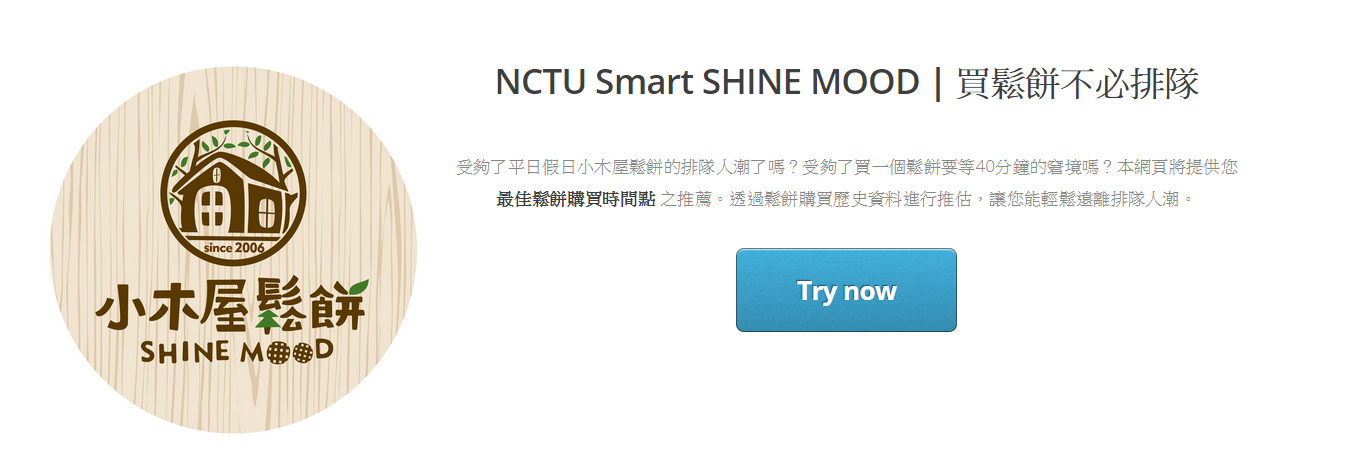 since 2006
小木屋鬆餅
SHINE MOOD
NCTU Smart SHINE MOOD | 買鬆餅不必排隊
受夠了平日假日小木屋鬆餅的排隊人潮了嗎？受夠了買一個鬆餅要等40分鐘的窘境嗎？本網頁將提供您
最佳鬆餅購買時間點 之推薦。透過鬆餅購買歷史資料進行推估，讓您能輕鬆遠離排隊人潮。
Try now